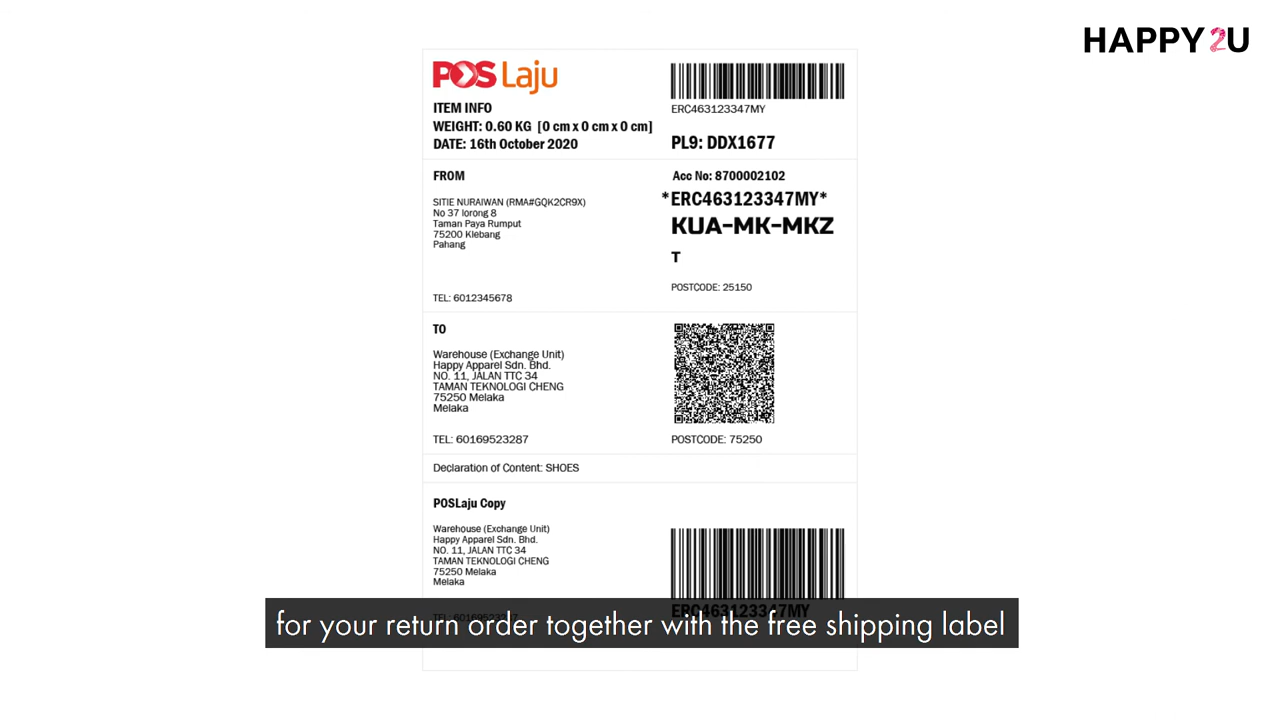 HAPPY2U
POS Laju
ITEM INFO
WEIGHT: 0.60 KG [0 cm x 0 cm x 0 cm]
DATE: 16th October 2020
ERC463123347MY
PL9: DDX1677
FROM
SITIE NURAIWAN (RMA#GQK2CR9X)
No 37 lorong 8
Taman Paya Rumput
75200 Klebang
Pahang
TEL: 6012345678
Acc No: 8700002102
*ERC463123347MY*
KUA-MK-MKZ
T
POSTCODE: 25150
TO
Warehouse (Exchange Unit)
Happy Apparel Sdn. Bhd.
NO. 11, JALAN TTC 34
TAMAN TEKNOLOGI CHENG
75250 Melaka
Melaka
TEL: 60169523287
POSTCODE: 75250
Declaration of Content: SHOES
POSLaju Copy
Warehouse (Exchange Unit)
Happy Apparel Sdn. Bhd.
NO. 11, JALAN TTC 34
TAMAN TEKNOLOGI CHENG
75250 Melaka
Melaka
ERC463123347MY
for your return order together with the free shipping label